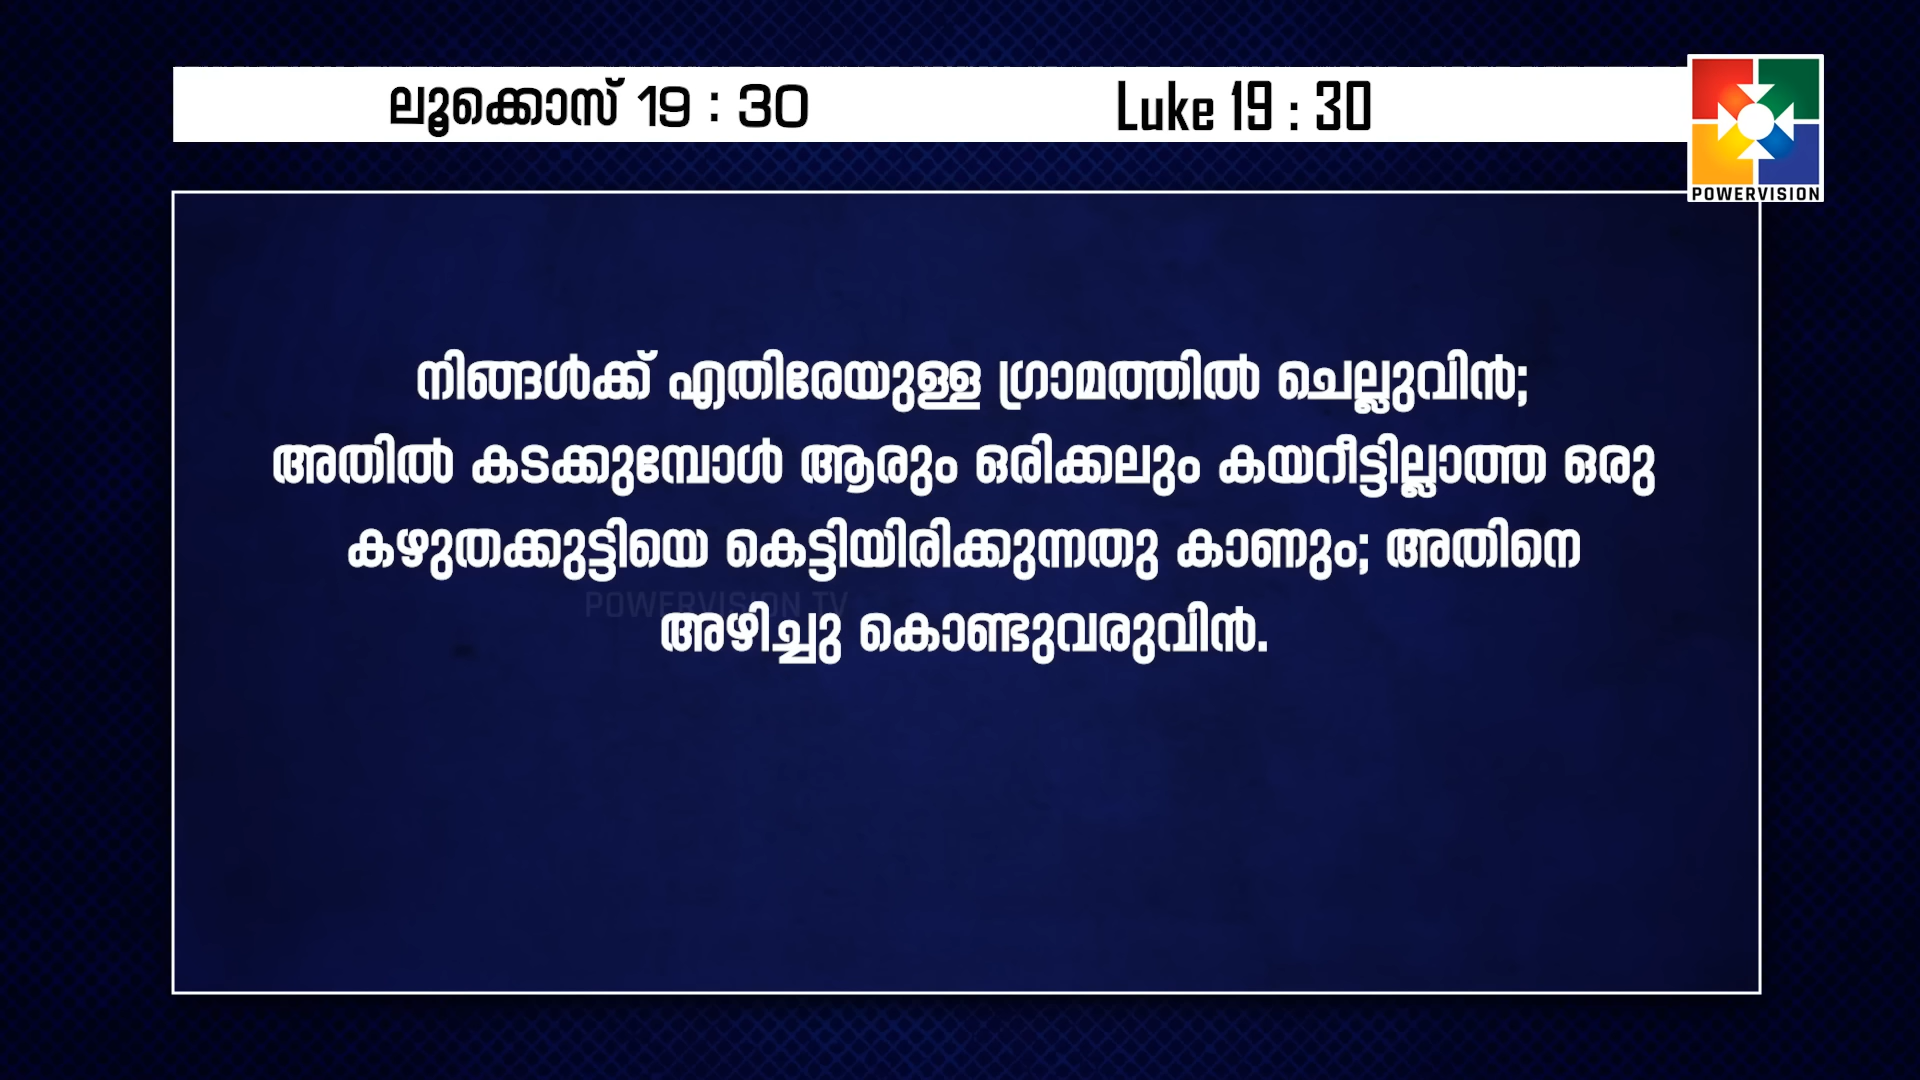 ലൂക്കൊസ് 19 : 30 Luke 19 : 30
POWERVISION
നിങ്ങൾക്ക് എതിരേയുള്ള ഗ്രാമത്തിൽ ചെല്ലുവിൻ;
അതിൽ കടക്കുമ്പോൾ ആരും ഒരിക്കലും കയറീട്ടില്ലാത്ത ഒരു
കഴുതക്കുട്ടിയെ കെട്ടിയിരിക്കുന്നതു കാണും; അതിനെ
POWERVISION TV
അഴിച്ചു കൊണ്ടുവരുവിൻ.